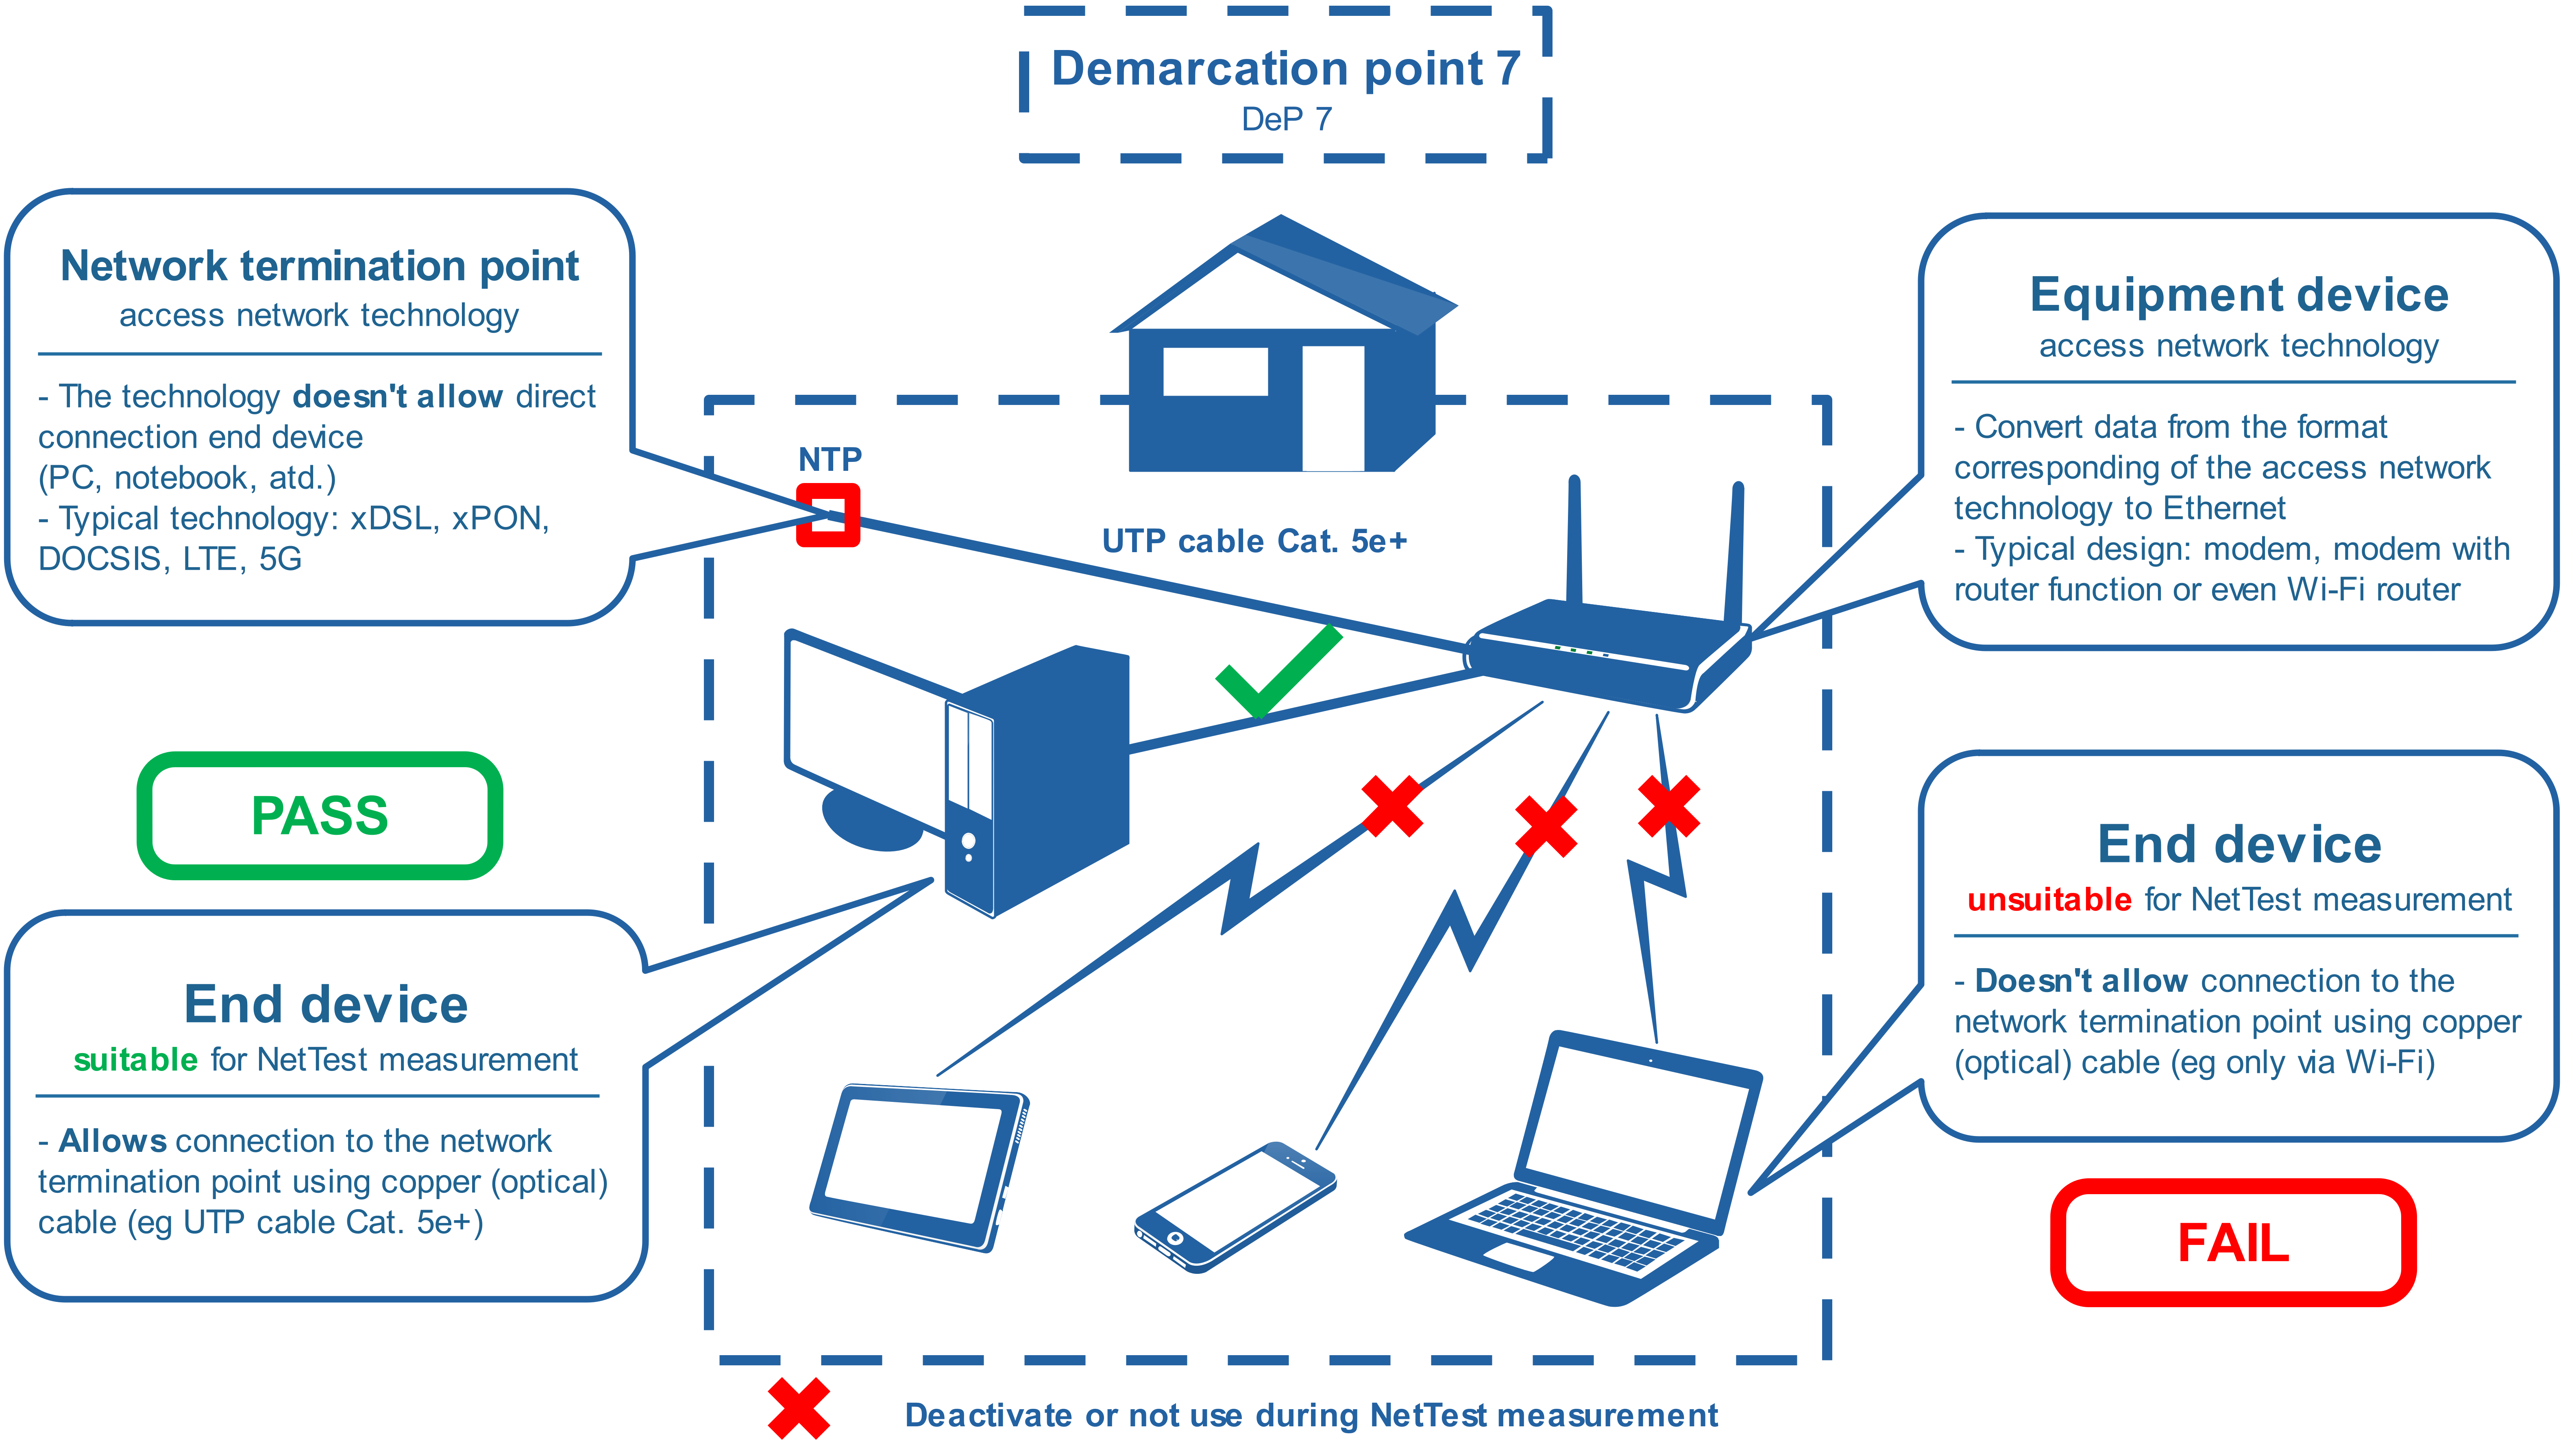 Demarcation point 7
DeP 7
Network termination point
access network technology
- The technology doesn't allow direct
connection end device
(PC, notebook, atd.)
- Typical technology: xDSL, xPON,
DOCSIS, LTE, 5G
Equipment device
access network technology
- Convert data from the format
corresponding of the access network
technology to Ethernet
- Typical design: modem, modem with
router function or even Wi-Fi router
NTP
UTP cable Cat. 5e+
PASS
End device
suitable for NetTest measurement
- Allows connection to the network
termination point using copper (optical)
cable (eg UTP cable Cat. 5e+)
End device
unsuitable for NetTest measurement
- Doesn't allow connection to the
network termination point using copper
(optical) cable (eg only via Wi-Fi)
FAIL
Deactivate or not use during NetTest measurement